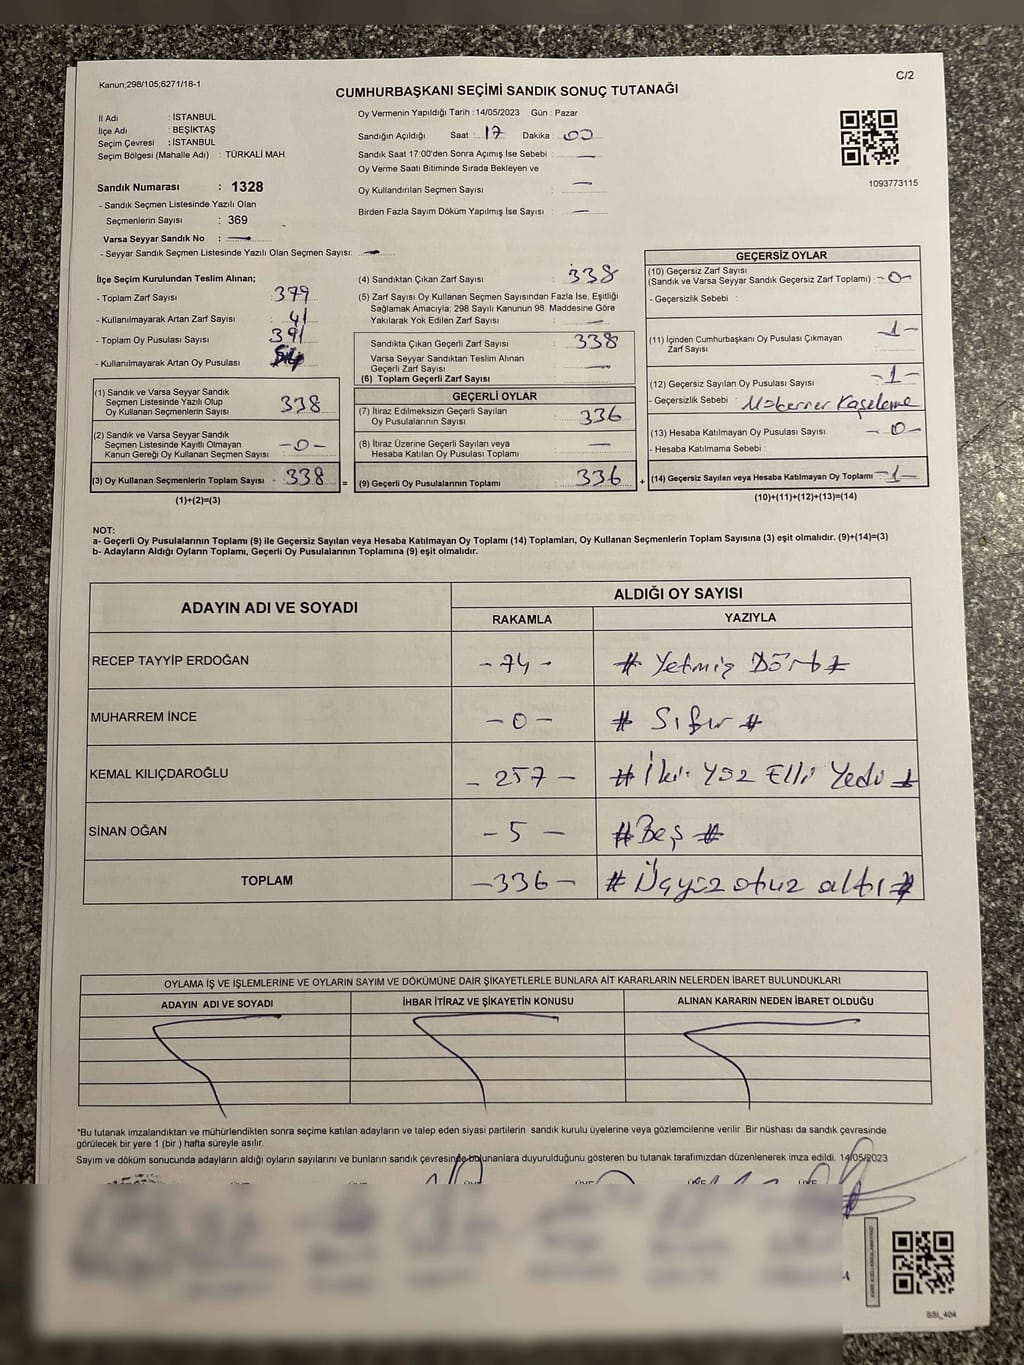 Kanun;298/105;6271/18-1
C/2
CUMHURBAŞKANI SEÇİMİ SANDIK SONUÇ TUTANAĞI
İl Adı : İSTANBUL
İlçe Adı : BEŞİKTAŞ
Seçim Çevresi : İSTANBUL
Seçim Bölgesi (Mahalle Adı) : TÜRKALİ MAH.
Sandık Numarası : 1328
- Sandık Seçmen Listesinde Yazılı Olan
Seçmenlerin Sayısı : 369
Varsa Seyyar Sandık No : —
- Seyyar Sandık Seçmen Listesinde Yazılı Olan Seçmen Sayısı: —
Oy Vermenin Yapıldığı Tarih : 14/05/2023 Gün : Pazar
Sandığın Açıldığı Saat : 17 Dakika : 00
Sandık Saat 17:00'den Sonra Açımış İse Sebebi : —
Oy Verme Saati Bitiminde Sırada Bekleyen ve
Oy Kullandırılan Seçmen Sayısı : —
Birden Fazla Sayım Döküm Yapılmış İse Sayısı : —
1093773115
İlçe Seçim Kurulundan Teslim Alınan;
- Toplam Zarf Sayısı 379
- Kullanılmayarak Artan Zarf Sayısı 41
- Toplam Oy Pusulası Sayısı 391
- Kullanılmayarak Artan Oy Pusulası
(1) Sandık ve Varsa Seyyar Sandık
Seçmen Listesinde Yazılı Olup
Oy Kullanan Seçmenlerin Sayısı 338
(2) Sandık ve Varsa Seyyar Sandık
Seçmen Listesinde Kayıtlı Olmayan
Kanun Gereği Oy Kullanan Seçmen Sayısı -0-
(3) Oy Kullanan Seçmenlerin Toplam Sayısı - 338 =
(1)+(2)=(3)
(4) Sandıktan Çıkan Zarf Sayısı : 338
(5) Zarf Sayısı Oy Kullanan Seçmen Sayısından Fazla İse, Eşitliği
Sağlamak Amacıyla; 298 Sayılı Kanunun 98. Maddesine Göre
Yakılarak Yok Edilen Zarf Sayısı : —
Sandıkta Çıkan Geçerli Zarf Sayısı : 338
Varsa Seyyar Sandıktan Teslim Alınan
Geçerli Zarf Sayısı : —
(6) Toplam Geçerli Zarf Sayısı :
GEÇERLİ OYLAR
(7) İtiraz Edilmeksizin Geçerli Sayılan
Oy Pusulalarının Sayısı : 336
(8) İtiraz Üzerine Geçerli Sayılan veya
Hesaba Katılan Oy Pusulası Toplamı : —
(9) Geçerli Oy Pusulalarının Toplamı : 336 +
GEÇERSİZ OYLAR
(10) Geçersiz Zarf Sayısı
(Sandık ve Varsa Seyyar Sandık Geçersiz Zarf Toplamı) : -0-
- Geçersizlik Sebebi :
(11) İçinden Cumhurbaşkanı Oy Pusulası Çıkmayan
Zarf Sayısı : -1-
(12) Geçersiz Sayılan Oy Pusulası Sayısı : -1-
- Geçersizlik Sebebi : Müberrer Kaşeleme
(13) Hesaba Katılmayan Oy Pusulası Sayısı : -0-
- Hesaba Katılmama Sebebi :
(14) Geçersiz Sayılan veya Hesaba Katılmayan Oy Toplamı : -1-
(10)+(11)+(12)+(13)=(14)
NOT:
a- Geçerli Oy Pusulalarının Toplamı (9) ile Geçersiz Sayılan veya Hesaba Katılmayan Oy Toplamı (14) Toplamları, Oy Kullanan Seçmenlerin Toplam Sayısına (3) eşit olmalıdır. (9)+(14)=(3)
b- Adayların Aldığı Oyların Toplamı, Geçerli Oy Pusulalarının Toplamına (9) eşit olmalıdır.
ADAYIN ADI VE SOYADI
ALDIĞI OY SAYISI
RAKAMLA YAZIYLA
RECEP TAYYİP ERDOĞAN -74- # Yetmiş Dört #
MUHARREM İNCE -0- # Sıfır #
KEMAL KILIÇDAROĞLU -257- # İki Yüz Elli Yedi #
SİNAN OĞAN -5- # Beş #
TOPLAM -336- # Üçyüz otuz altı #
OYLAMA İŞ VE İŞLEMLERİNE VE OYLARIN SAYIM VE DÖKÜMÜNE DAİR ŞİKAYETLERLE BUNLARA AİT KARARLARIN NELERDEN İBARET BULUNDUKLARI
ADAYIN ADI VE SOYADI İHBAR İTİRAZ VE ŞİKAYETİN KONUSU ALINAN KARARIN NEDEN İBARET OLDUĞU
*Bu tutanak imzalandıktan ve mühürlendikten sonra seçime katılan adayların ve talep eden siyasi partilerin sandık kurulu üyelerine veya gözlemcilerine verilir .Bir nüshası da sandık çevresinde
görülecek bir yere 1 (bir ) hafta süreyle asılır.
Sayım ve döküm sonucunda adayların aldığı oyların sayılarını ve bunların sandık çevresinde bulunanlara duyurulduğunu gösteren bu tutanak tarafımızdan düzenlenerek imza edildi. 14/05/2023
SSI_404